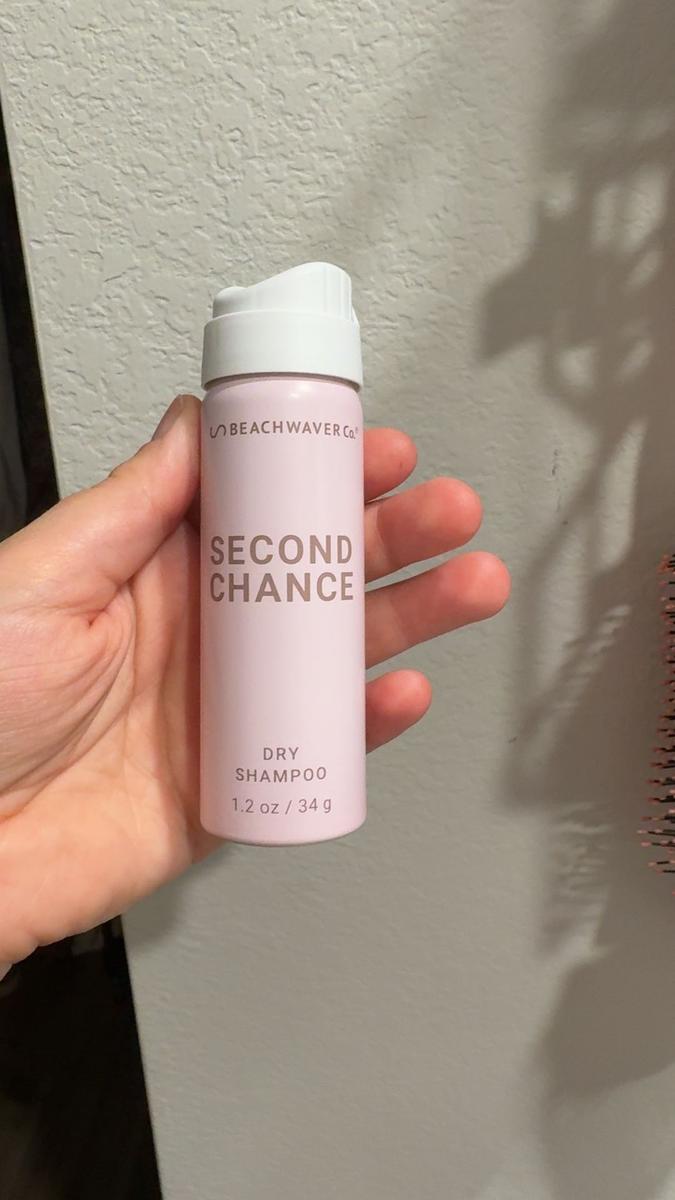 BEACHWAVER Co.®
SECOND
CHANCE
DRY
SHAMPOO
1.2 oz / 34 g